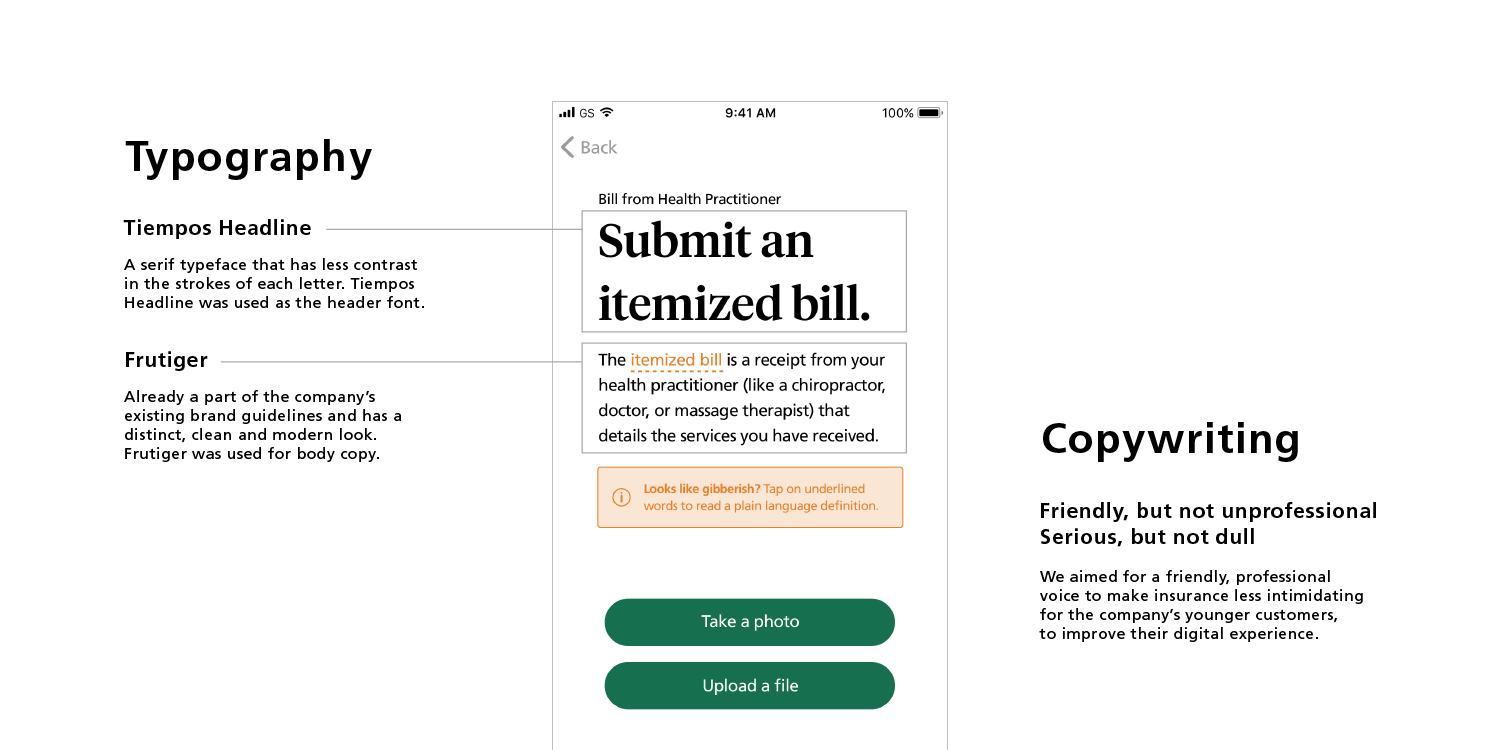 Typography
Tiempos Headline
A serif typeface that has less contrast
in the strokes of each letter. Tiempos
Headline was used as the header font.
Frutiger
Already a part of the company's
existing brand guidelines and has a
distinct, clean and modern look.
Frutiger was used for body copy.
GS 9:41 AM 100%
Back
Bill from Health Practitioner
Submit an
itemized bill.
The itemized bill is a receipt from your
health practitioner (like a chiropractor,
doctor, or massage therapist) that
details the services you have received.
Looks like gibberish? Tap on underlined
words to read a plain language definition.
Take a photo
Upload a file
Copywriting
Friendly, but not unprofessional
Serious, but not dull
We aimed for a friendly, professional
voice to make insurance less intimidating
for the company's younger customers,
to improve their digital experience.